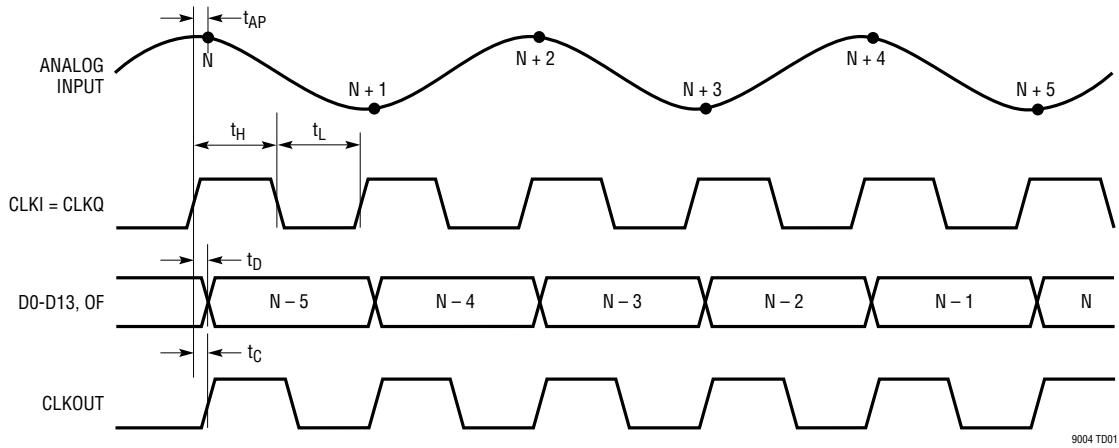 tAP
ANALOG
INPUT
N
N + 1
N + 2
N + 3
N + 4
N + 5
tH
tL
CLKI = CLKQ
tD
D0-D13, OF
N – 5
N – 4
N – 3
N – 2
N – 1
N
tC
CLKOUT
9004 TD01